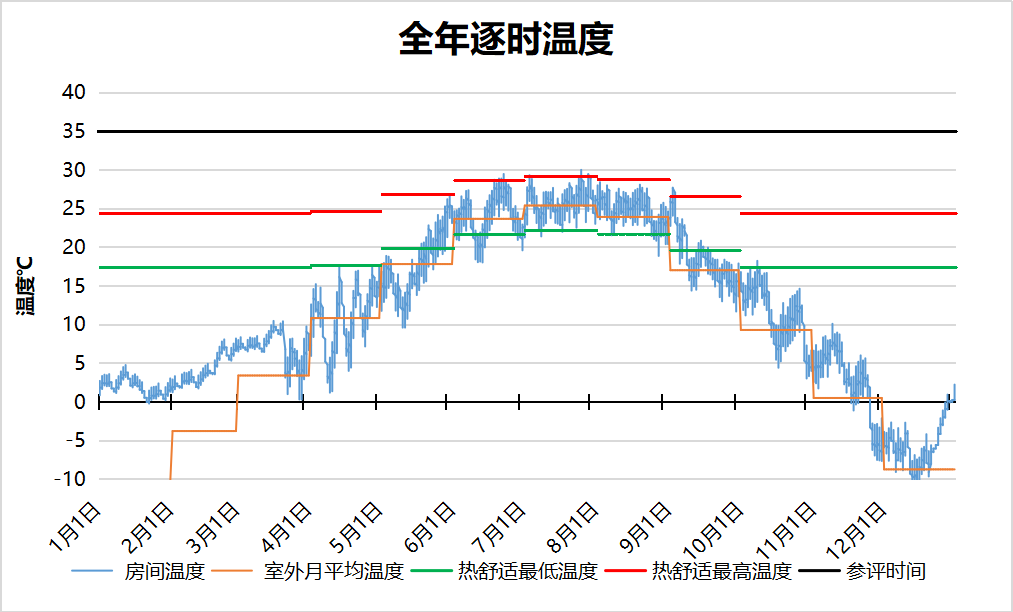 全年逐时温度
40
35
30
25
20
15
10
5
0
-5
-10
温度℃
1月1日
2月1日
3月1日
4月1日
5月1日
6月1日
7月1日
8月1日
9月1日
10月1日
11月1日
12月1日
房间温度 室外月平均温度 热舒适最低温度 热舒适最高温度 参评时间